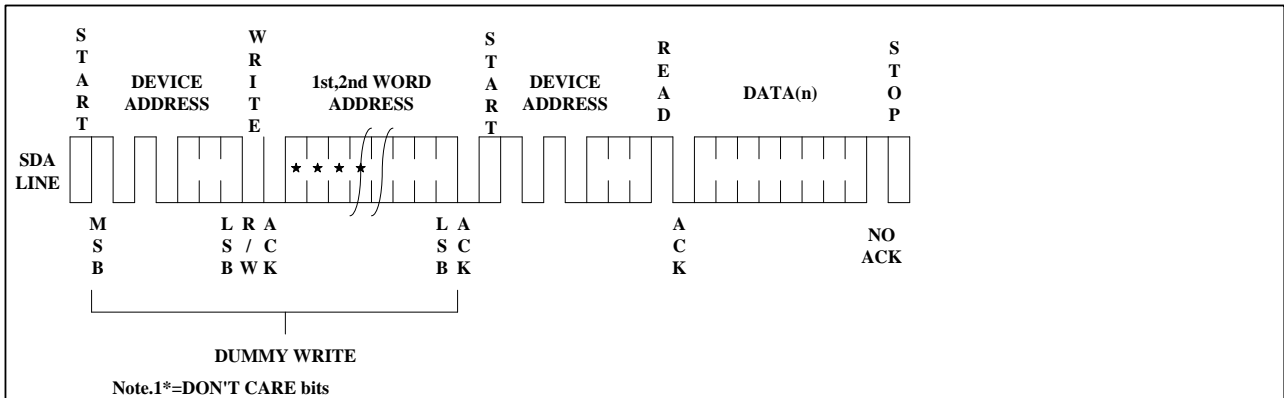 START
WRITE
START
READ
STOP
DEVICE
ADDRESS
1st,2nd WORD
ADDRESS
DEVICE
ADDRESS
DATA(n)
SDA
LINE
★ ★ ★ ★
MSB
LSB
R/W
ACK
LSB
ACK
ACK
NO
ACK
DUMMY WRITE
Note.1*=DON'T CARE bits